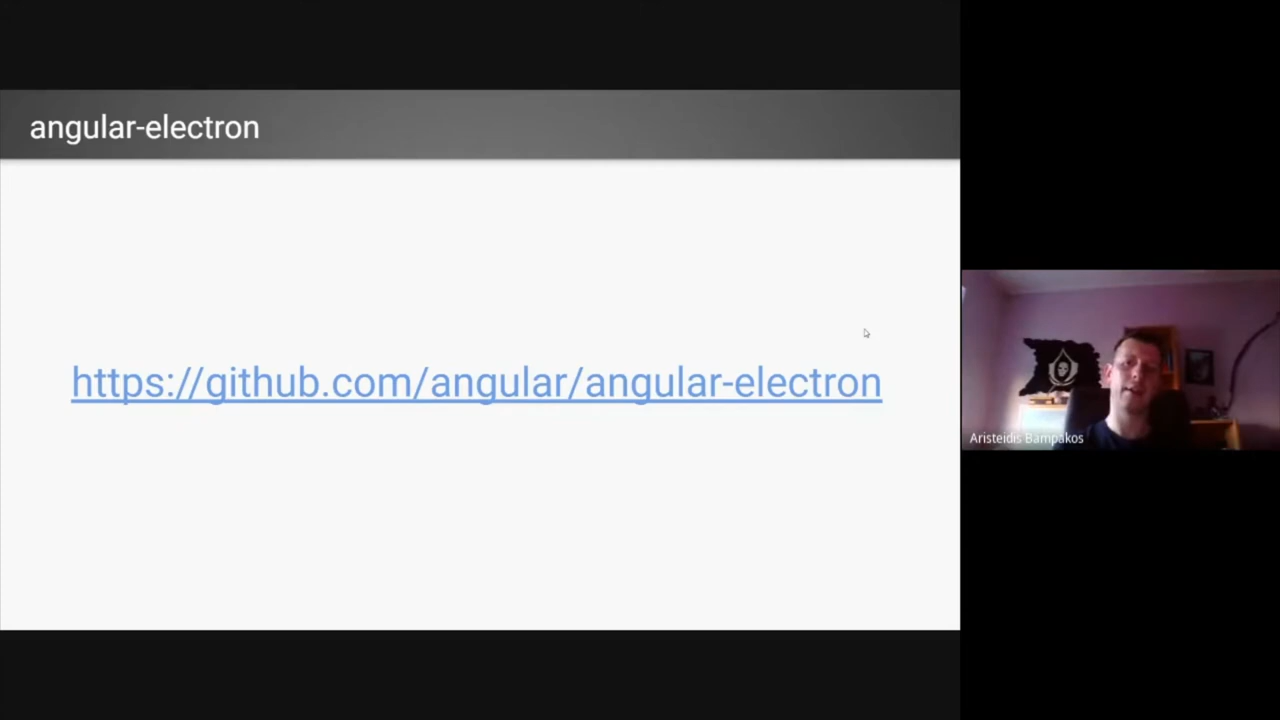 angular-electron
https://github.com/angular/angular-electron
Aristeidis Bampakos